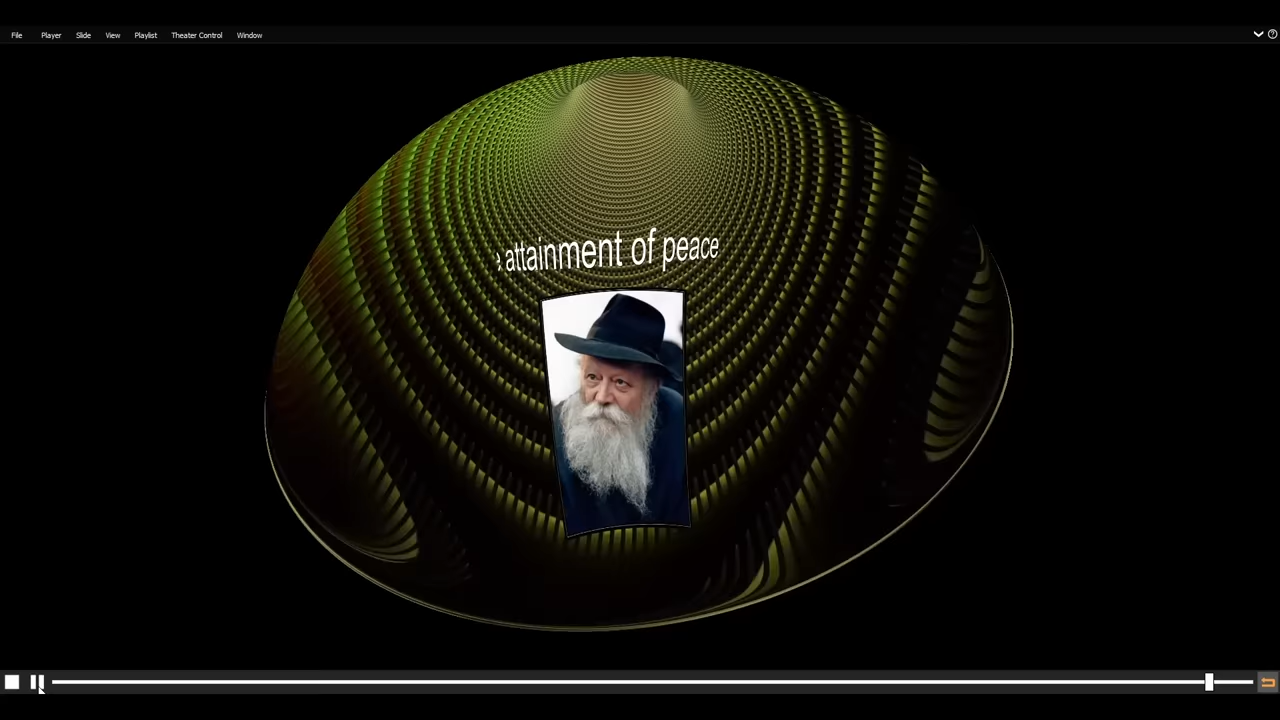 File Player Slide View Playlist Theater Control Window
attainment of peace